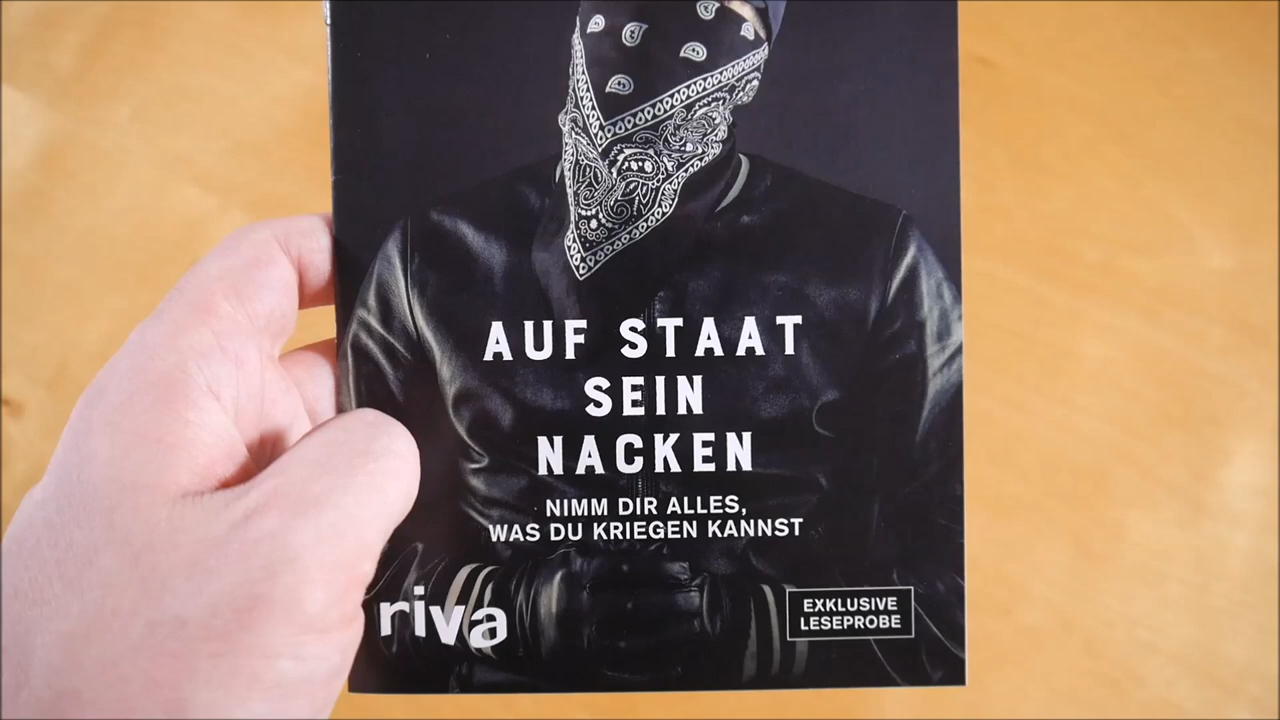 AUF STAAT
SEIN
NACKEN
NIMM DIR ALLES,
WAS DU KRIEGEN KANNST
riva
EXKLUSIVE
LESEPROBE